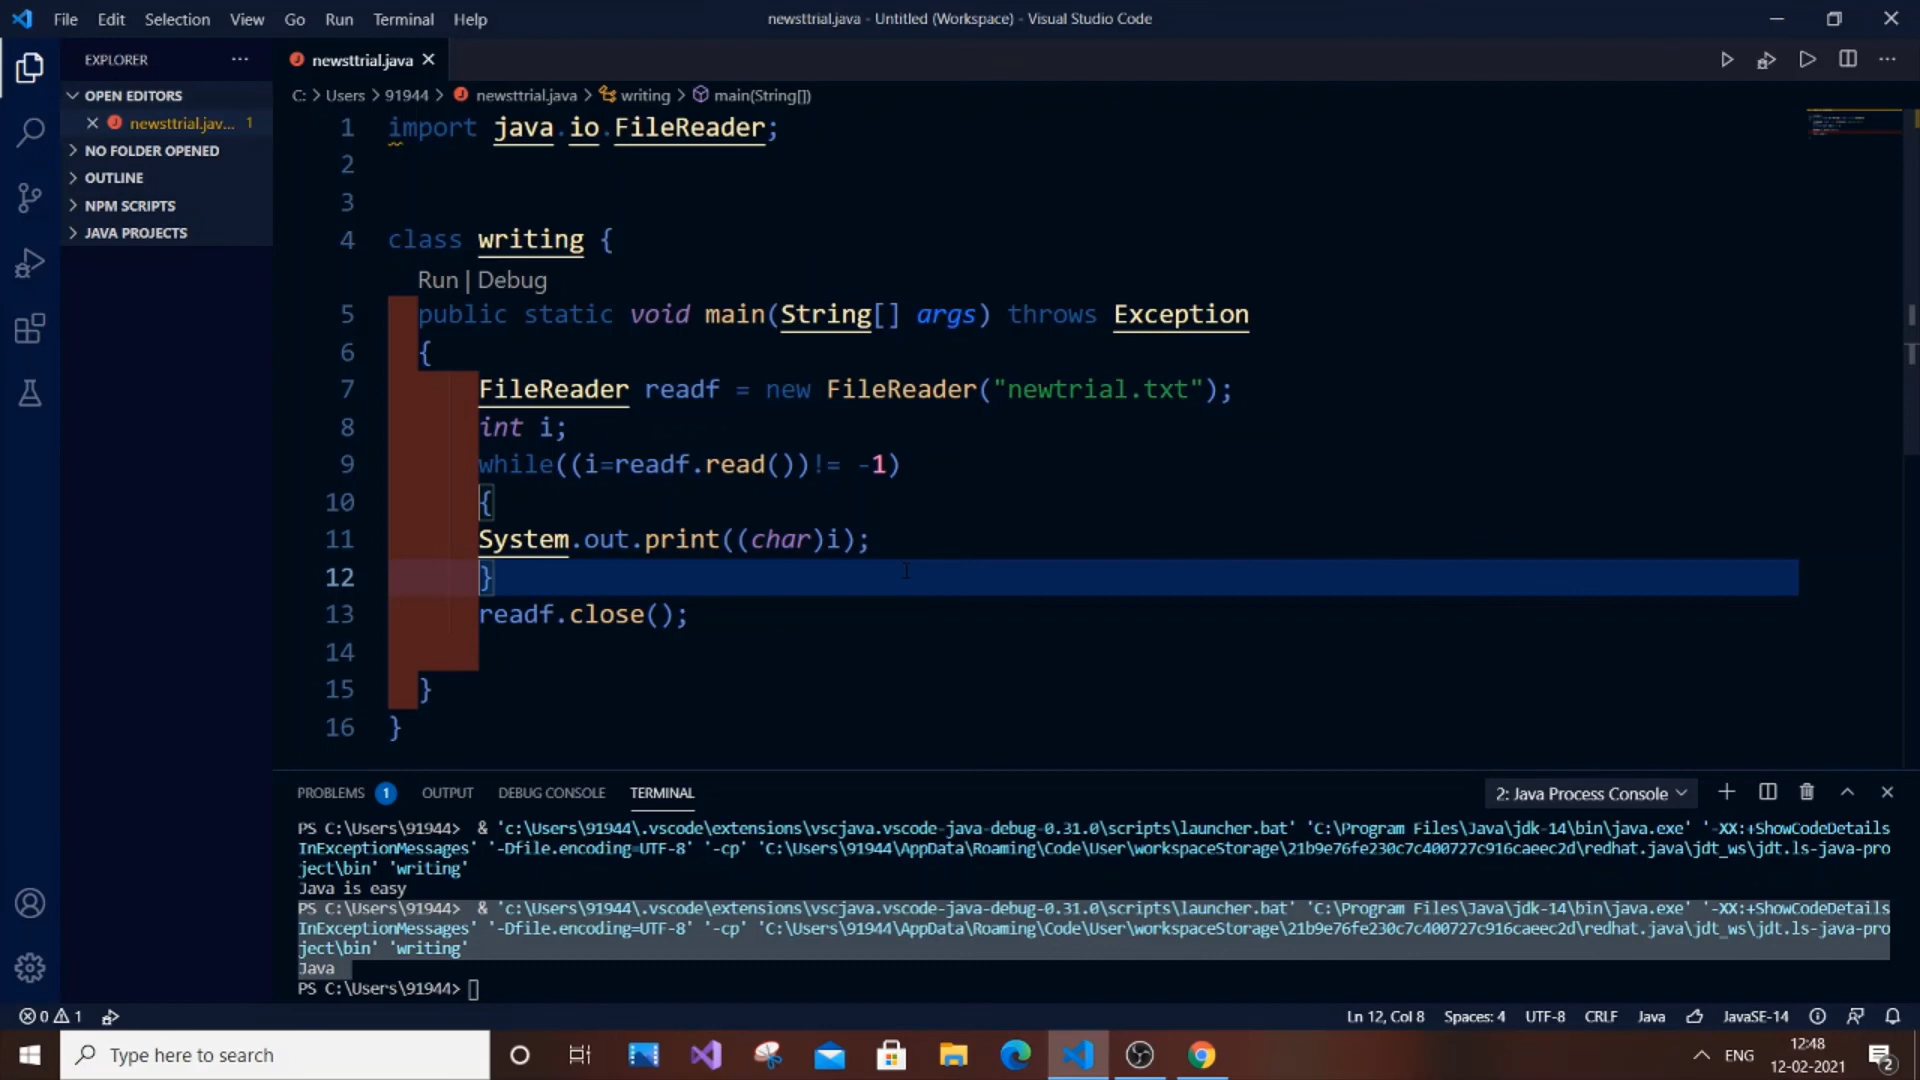 File Edit Selection View Go Run Terminal Help
newsttrial.java - Untitled (Workspace) - Visual Studio Code
EXPLORER
newsttrial.java
OPEN EDITORS
newsttrial.jav... 1
NO FOLDER OPENED
OUTLINE
NPM SCRIPTS
JAVA PROJECTS
C: > Users > 91944 > newsttrial.java > writing > main(String[])
1 import java.io.FileReader;
2
3
4 class writing {
Run | Debug
5 public static void main(String[] args) throws Exception
6 {
7 FileReader readf = new FileReader("newtrial.txt");
8 int i;
9 while((i=readf.read())!= -1)
10 {
11 System.out.print((char)i);
12 }
13 readf.close();
14
15 }
16 }
PROBLEMS 1 OUTPUT DEBUG CONSOLE TERMINAL
2: Java Process Console
PS C:\Users\91944> & 'c:\Users\91944\.vscode\extensions\vscjava.vscode-java-debug-0.31.0\scripts\launcher.bat' 'C:\Program Files\Java\jdk-14\bin\java.exe' '-XX:+ShowCodeDetails
InExceptionMessages' '-Dfile.encoding=UTF-8' '-cp' 'C:\Users\91944\AppData\Roaming\Code\User\workspaceStorage\21b9e76fe230c7c400727c916caeec2d\redhat.java\jdt_ws\jdt.ls-java-pro
ject\bin' 'writing'
Java is easy
PS C:\Users\91944> & 'c:\Users\91944\.vscode\extensions\vscjava.vscode-java-debug-0.31.0\scripts\launcher.bat' 'C:\Program Files\Java\jdk-14\bin\java.exe' '-XX:+ShowCodeDetails
InExceptionMessages' '-Dfile.encoding=UTF-8' '-cp' 'C:\Users\91944\AppData\Roaming\Code\User\workspaceStorage\21b9e76fe230c7c400727c916caeec2d\redhat.java\jdt_ws\jdt.ls-java-pro
ject\bin' 'writing'
Java
PS C:\Users\91944>
0 1
Ln 12, Col 8 Spaces: 4 UTF-8 CRLF Java JavaSE-14
Type here to search
ENG
12:48
12-02-2021
2